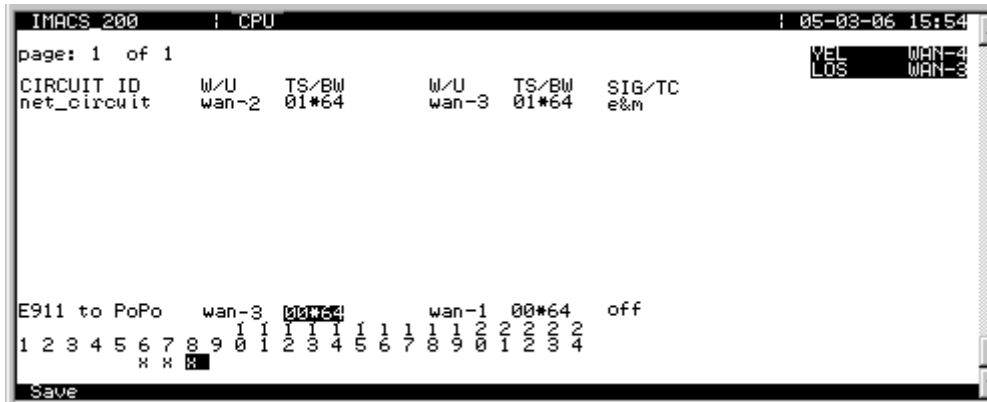 IMACS_200 | CPU | 05-03-06 15:54
page: 1 of 1 YEL WAN-4
LOS WAN-3
CIRCUIT ID W/U TS/BW W/U TS/BW SIG/TC
net_circuit wan-2 01*64 wan-3 01*64 e&m
E911 to PoPo wan-3 00*64 wan-1 00*64 off
1 1 1 1 1 1 1 1 1 1 2 2 2 2 2
1 2 3 4 5 6 7 8 9 0 1 2 3 4 5 6 7 8 9 0 1 2 3 4
x x x
Save